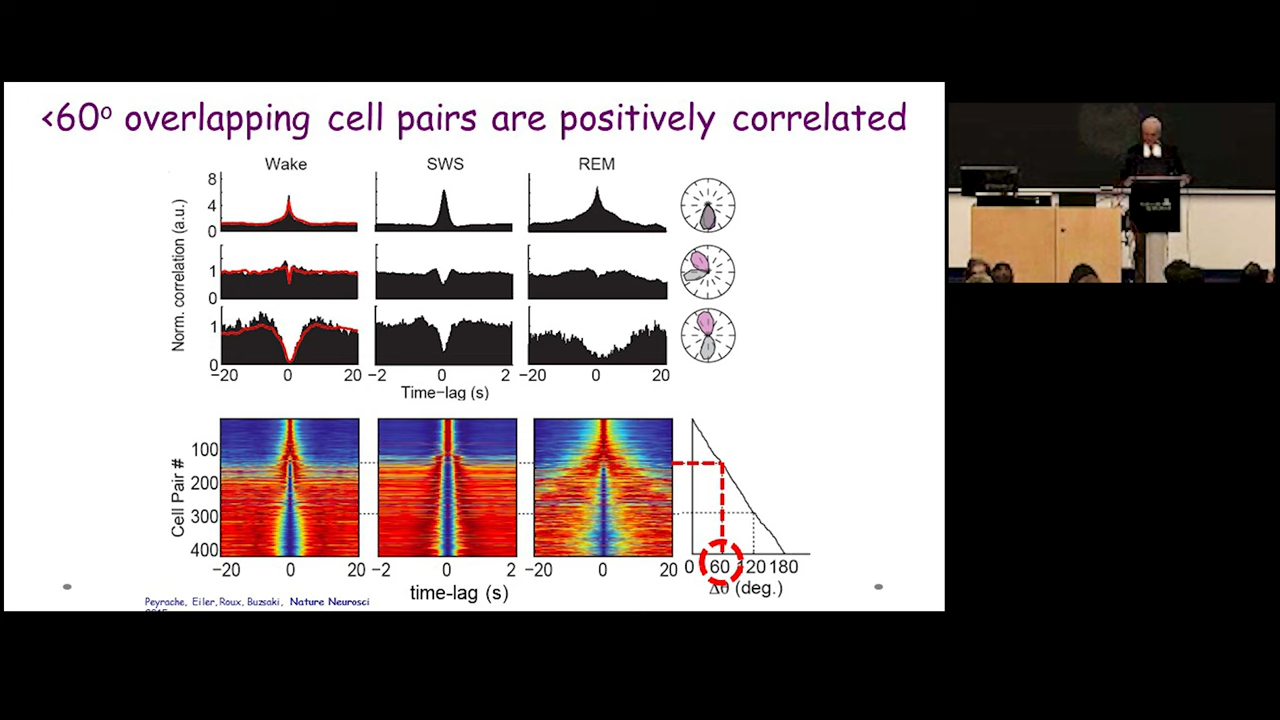 <60º overlapping cell pairs are positively correlated
Wake SWS REM
Norm. correlation (a.u.)
8
4
0
1
0
1
0
−20 0 20 −2 0 2 −20 0 20
Time−lag (s)
Cell Pair #
100
200
300
400
−20 0 20 −2 0 2 −20 0 20 0 60 120 180
time-lag (s)
Δθ (deg.)
Peyrache, Eiler, Roux, Buzsaki, Nature Neurosci